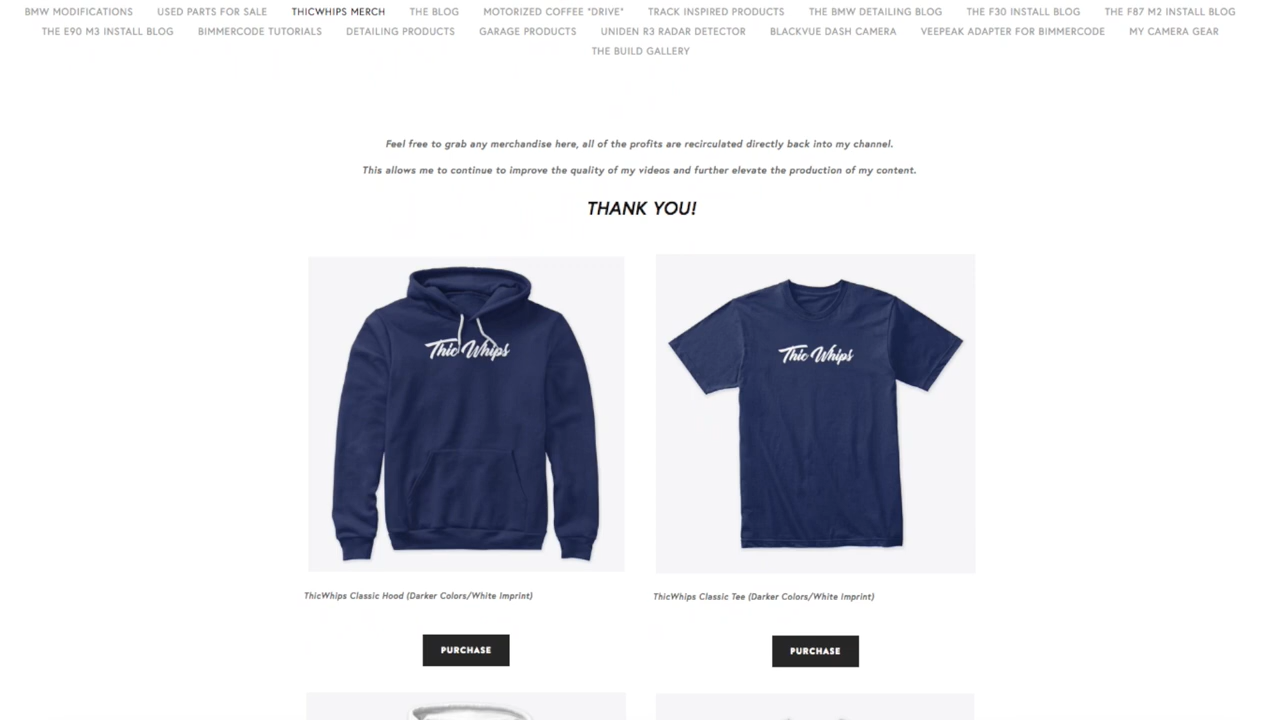 BMW MODIFICATIONS USED PARTS FOR SALE THICWHIPS MERCH THE BLOG MOTORIZED COFFEE "DRIVE" TRACK INSPIRED PRODUCTS THE BMW DETAILING BLOG THE F30 INSTALL BLOG THE F87 M2 INSTALL BLOG
THE E90 M3 INSTALL BLOG BIMMERCODE TUTORIALS DETAILING PRODUCTS GARAGE PRODUCTS UNIDEN R3 RADAR DETECTOR BLACKVUE DASH CAMERA VEEPEAK ADAPTER FOR BIMMERCODE MY CAMERA GEAR
THE BUILD GALLERY
Feel free to grab any merchandise here, all of the profits are recirculated directly back into my channel.
This allows me to continue to improve the quality of my videos and further elevate the production of my content.
THANK YOU!
Thic Whips
Thic Whips
ThicWhips Classic Hood (Darker Colors/White Imprint)
ThicWhips Classic Tee (Darker Colors/White Imprint)
PURCHASE
PURCHASE